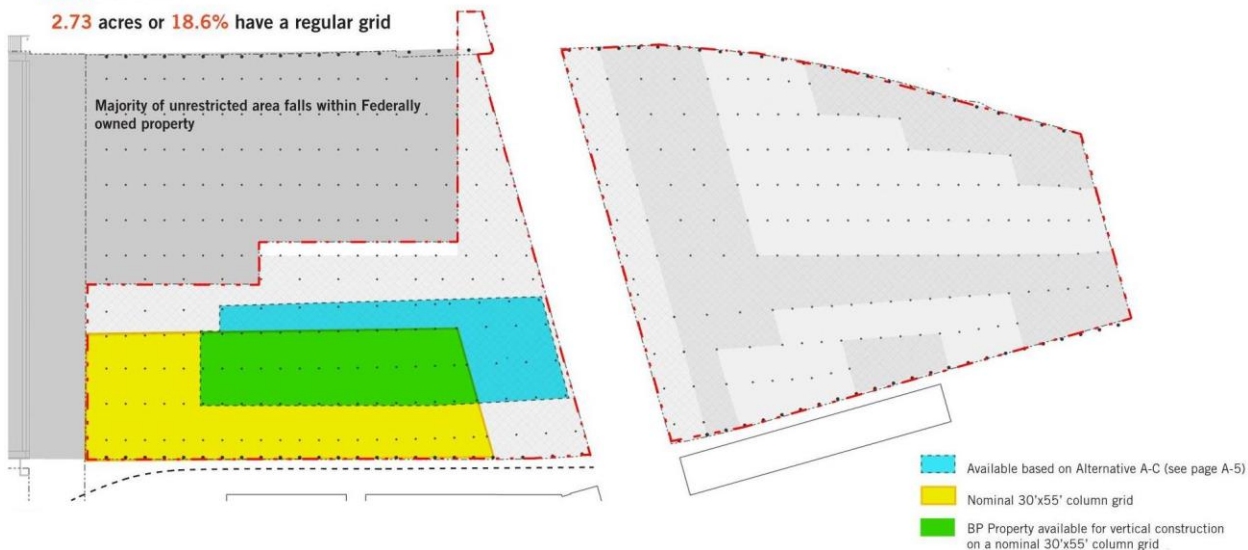 2.73 acres or 18.6% have a regular grid
Majority of unrestricted area falls within Federally
owned property
Available based on Alternative A-C (see page A-5)
Nominal 30'x55' column grid
BP Property available for vertical construction
on a nominal 30'x55' column grid